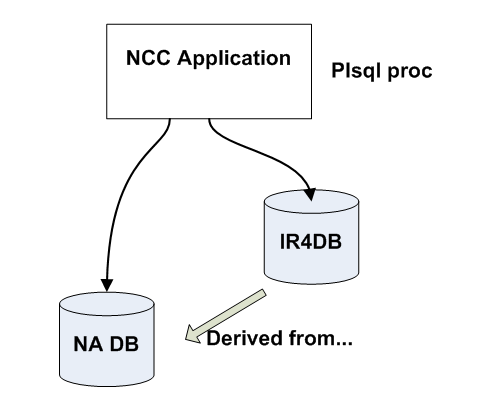 NCC Application
Plsql proc
IR4DB
NA DB
Derived from...